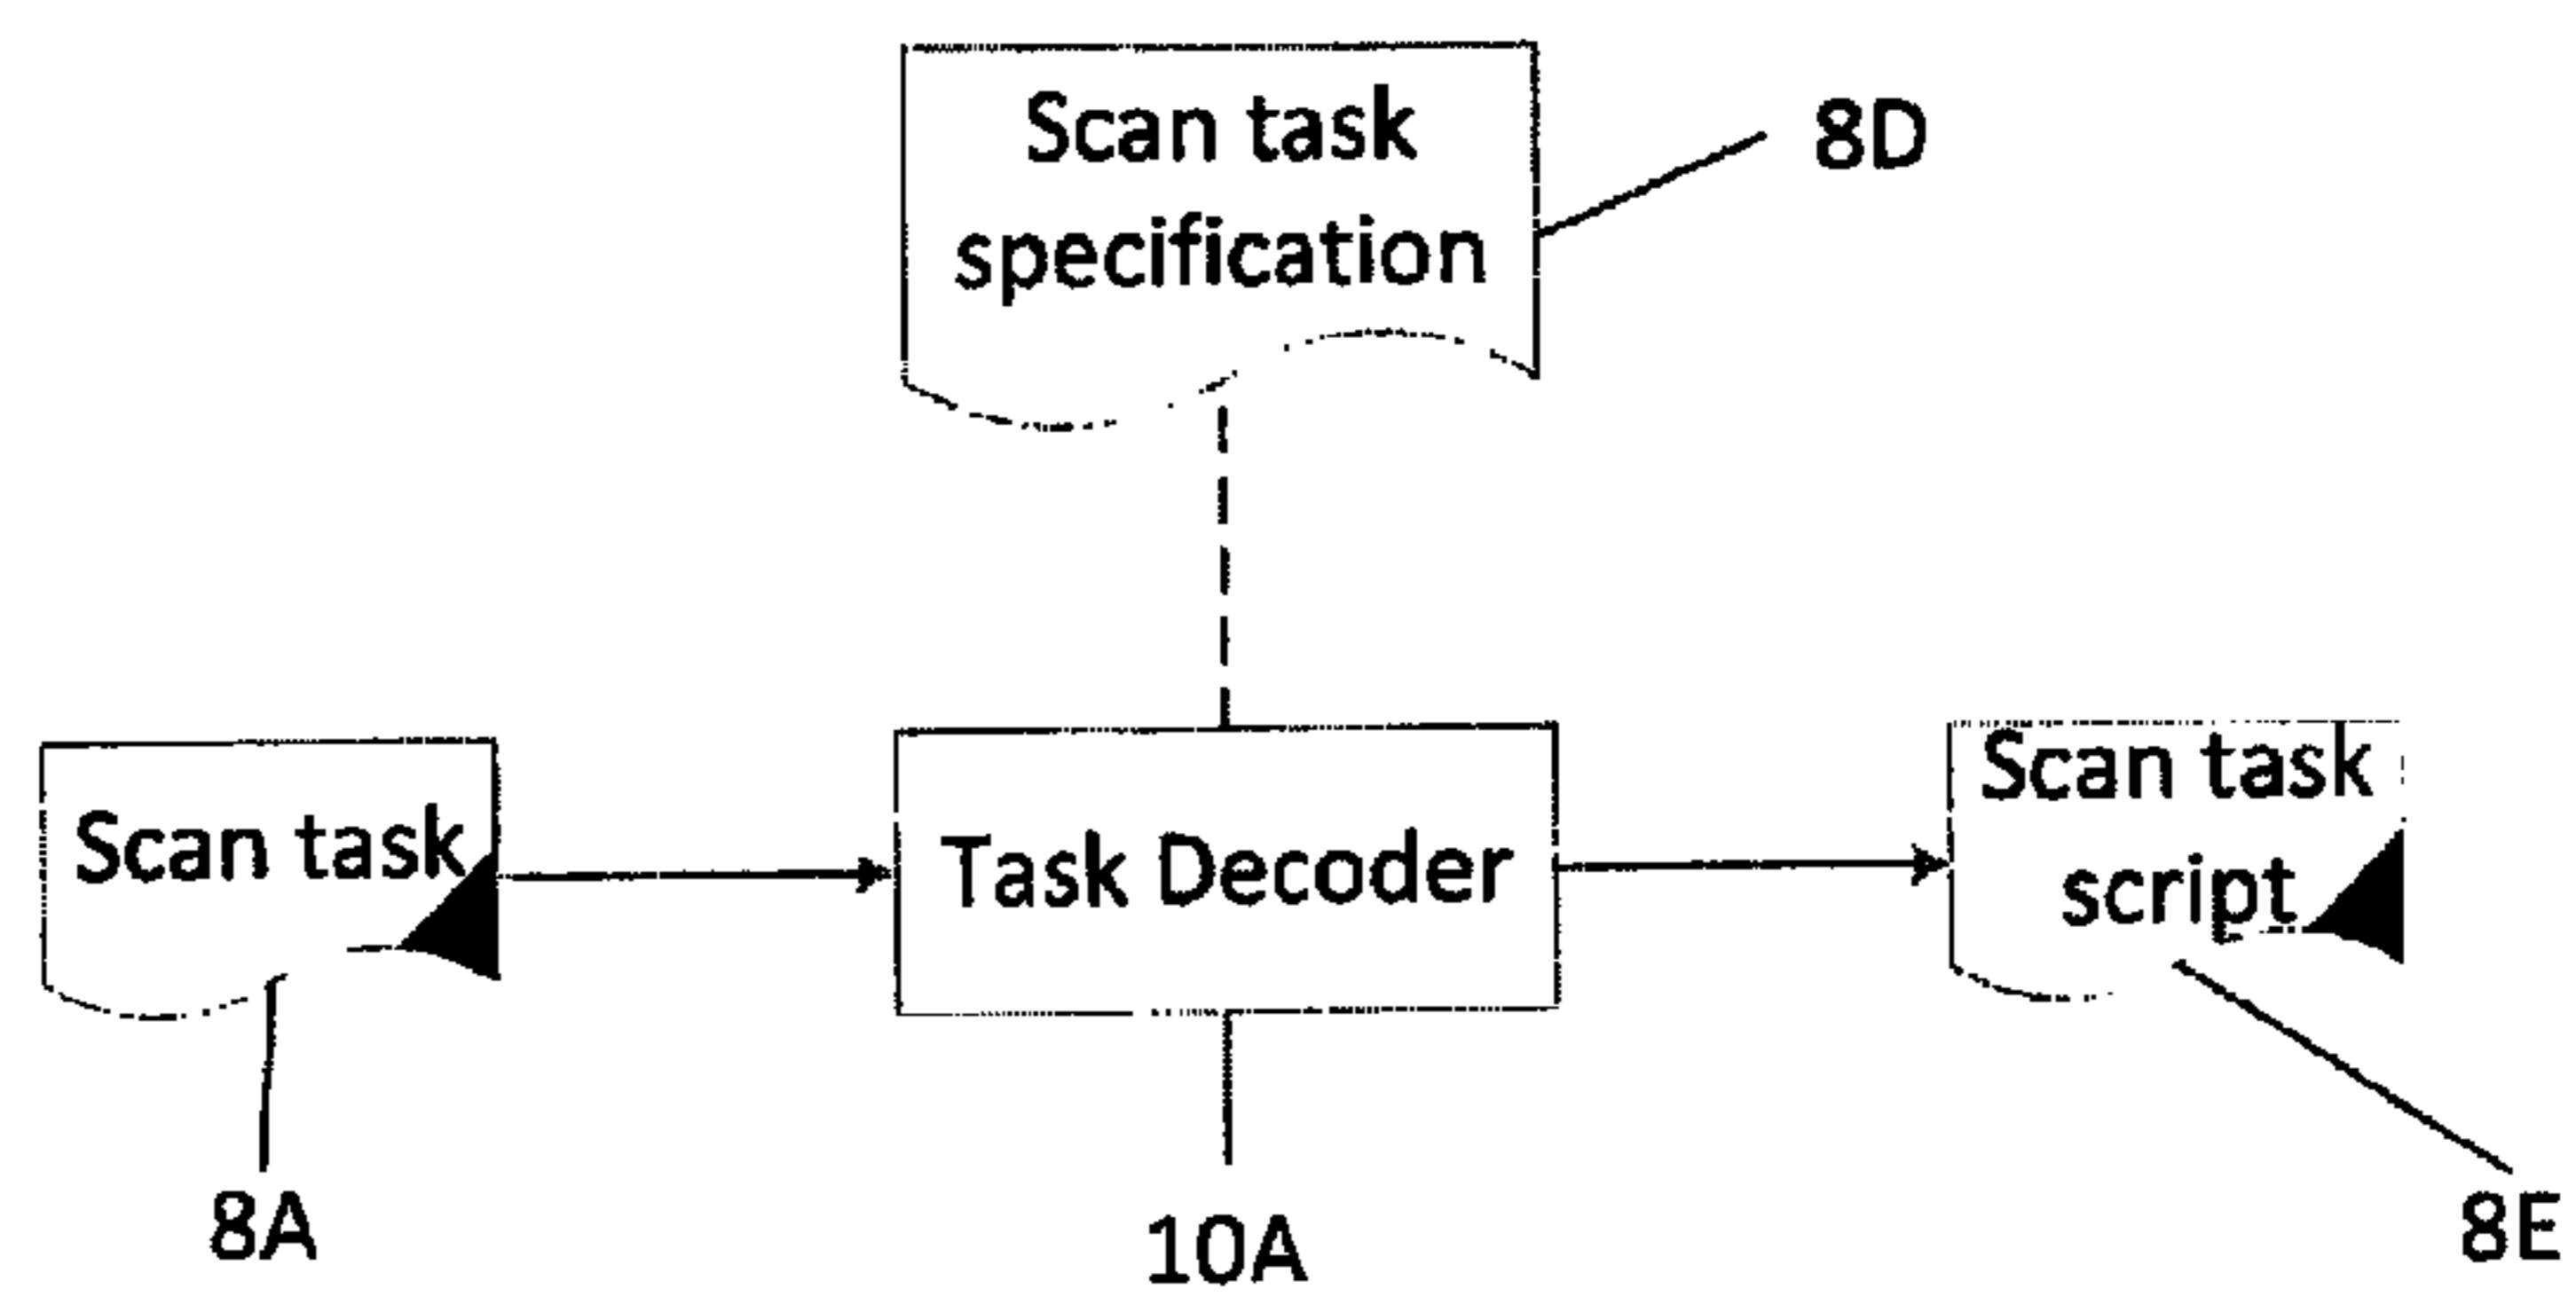 Scan task
specification
8D
Scan task
Task Decoder
Scan task
script
8A
10A
8E